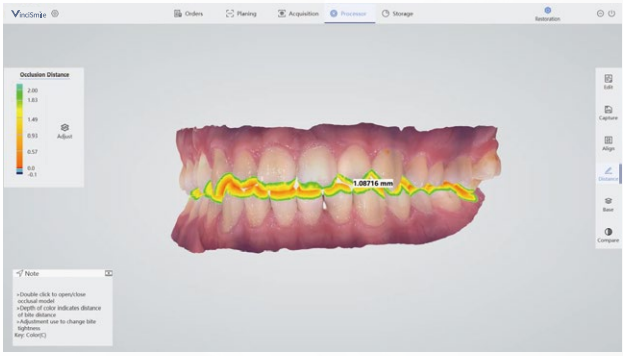 VinciSmile
Orders
Planing
Acquisition
Processor
Storage
Restoration
Occlusion Distance
2.00
1.83
1.49
0.93
0.57
0.0
-0.1
Adjust
1.08716 mm
Edit
Capture
Align
Distance
Base
Compare
Note
»Double click to open/close
occlusal model
»Depth of color indicates distance
of bite distance
»Adjustment use to change bite
tightness
Key: Color(C)